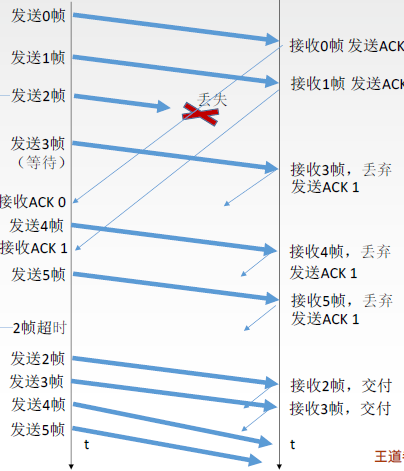 发送0帧
接收0帧 发送ACK
发送1帧
接收1帧 发送ACK
发送2帧
丢失
发送3帧
（等待）
接收3帧，丢弃
发送ACK 1
接收ACK 0
发送4帧
接收ACK 1
接收4帧，丢弃
发送ACK 1
发送5帧
接收5帧，丢弃
发送ACK 1
2帧超时
发送2帧
接收2帧，交付
发送3帧
接收3帧，交付
发送4帧
发送5帧
t
t
王道